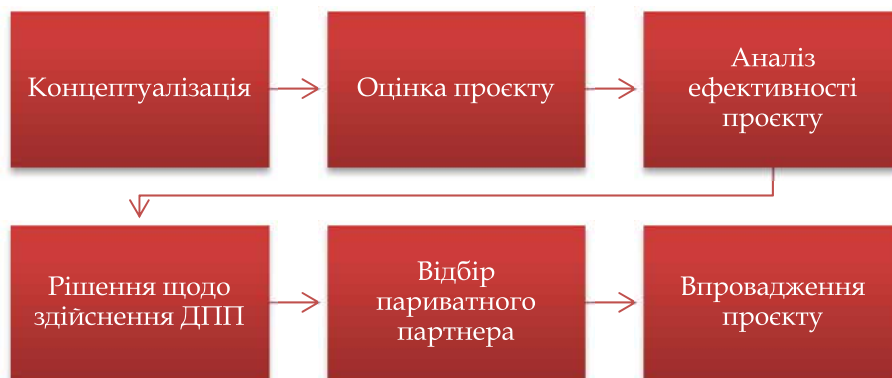 Концептуалізація
Оцінка проєкту
Аналіз
ефективності
проєкту
Рішення щодо
здійснення ДПП
Відбір
париватного
партнера
Впровадження
проєкту